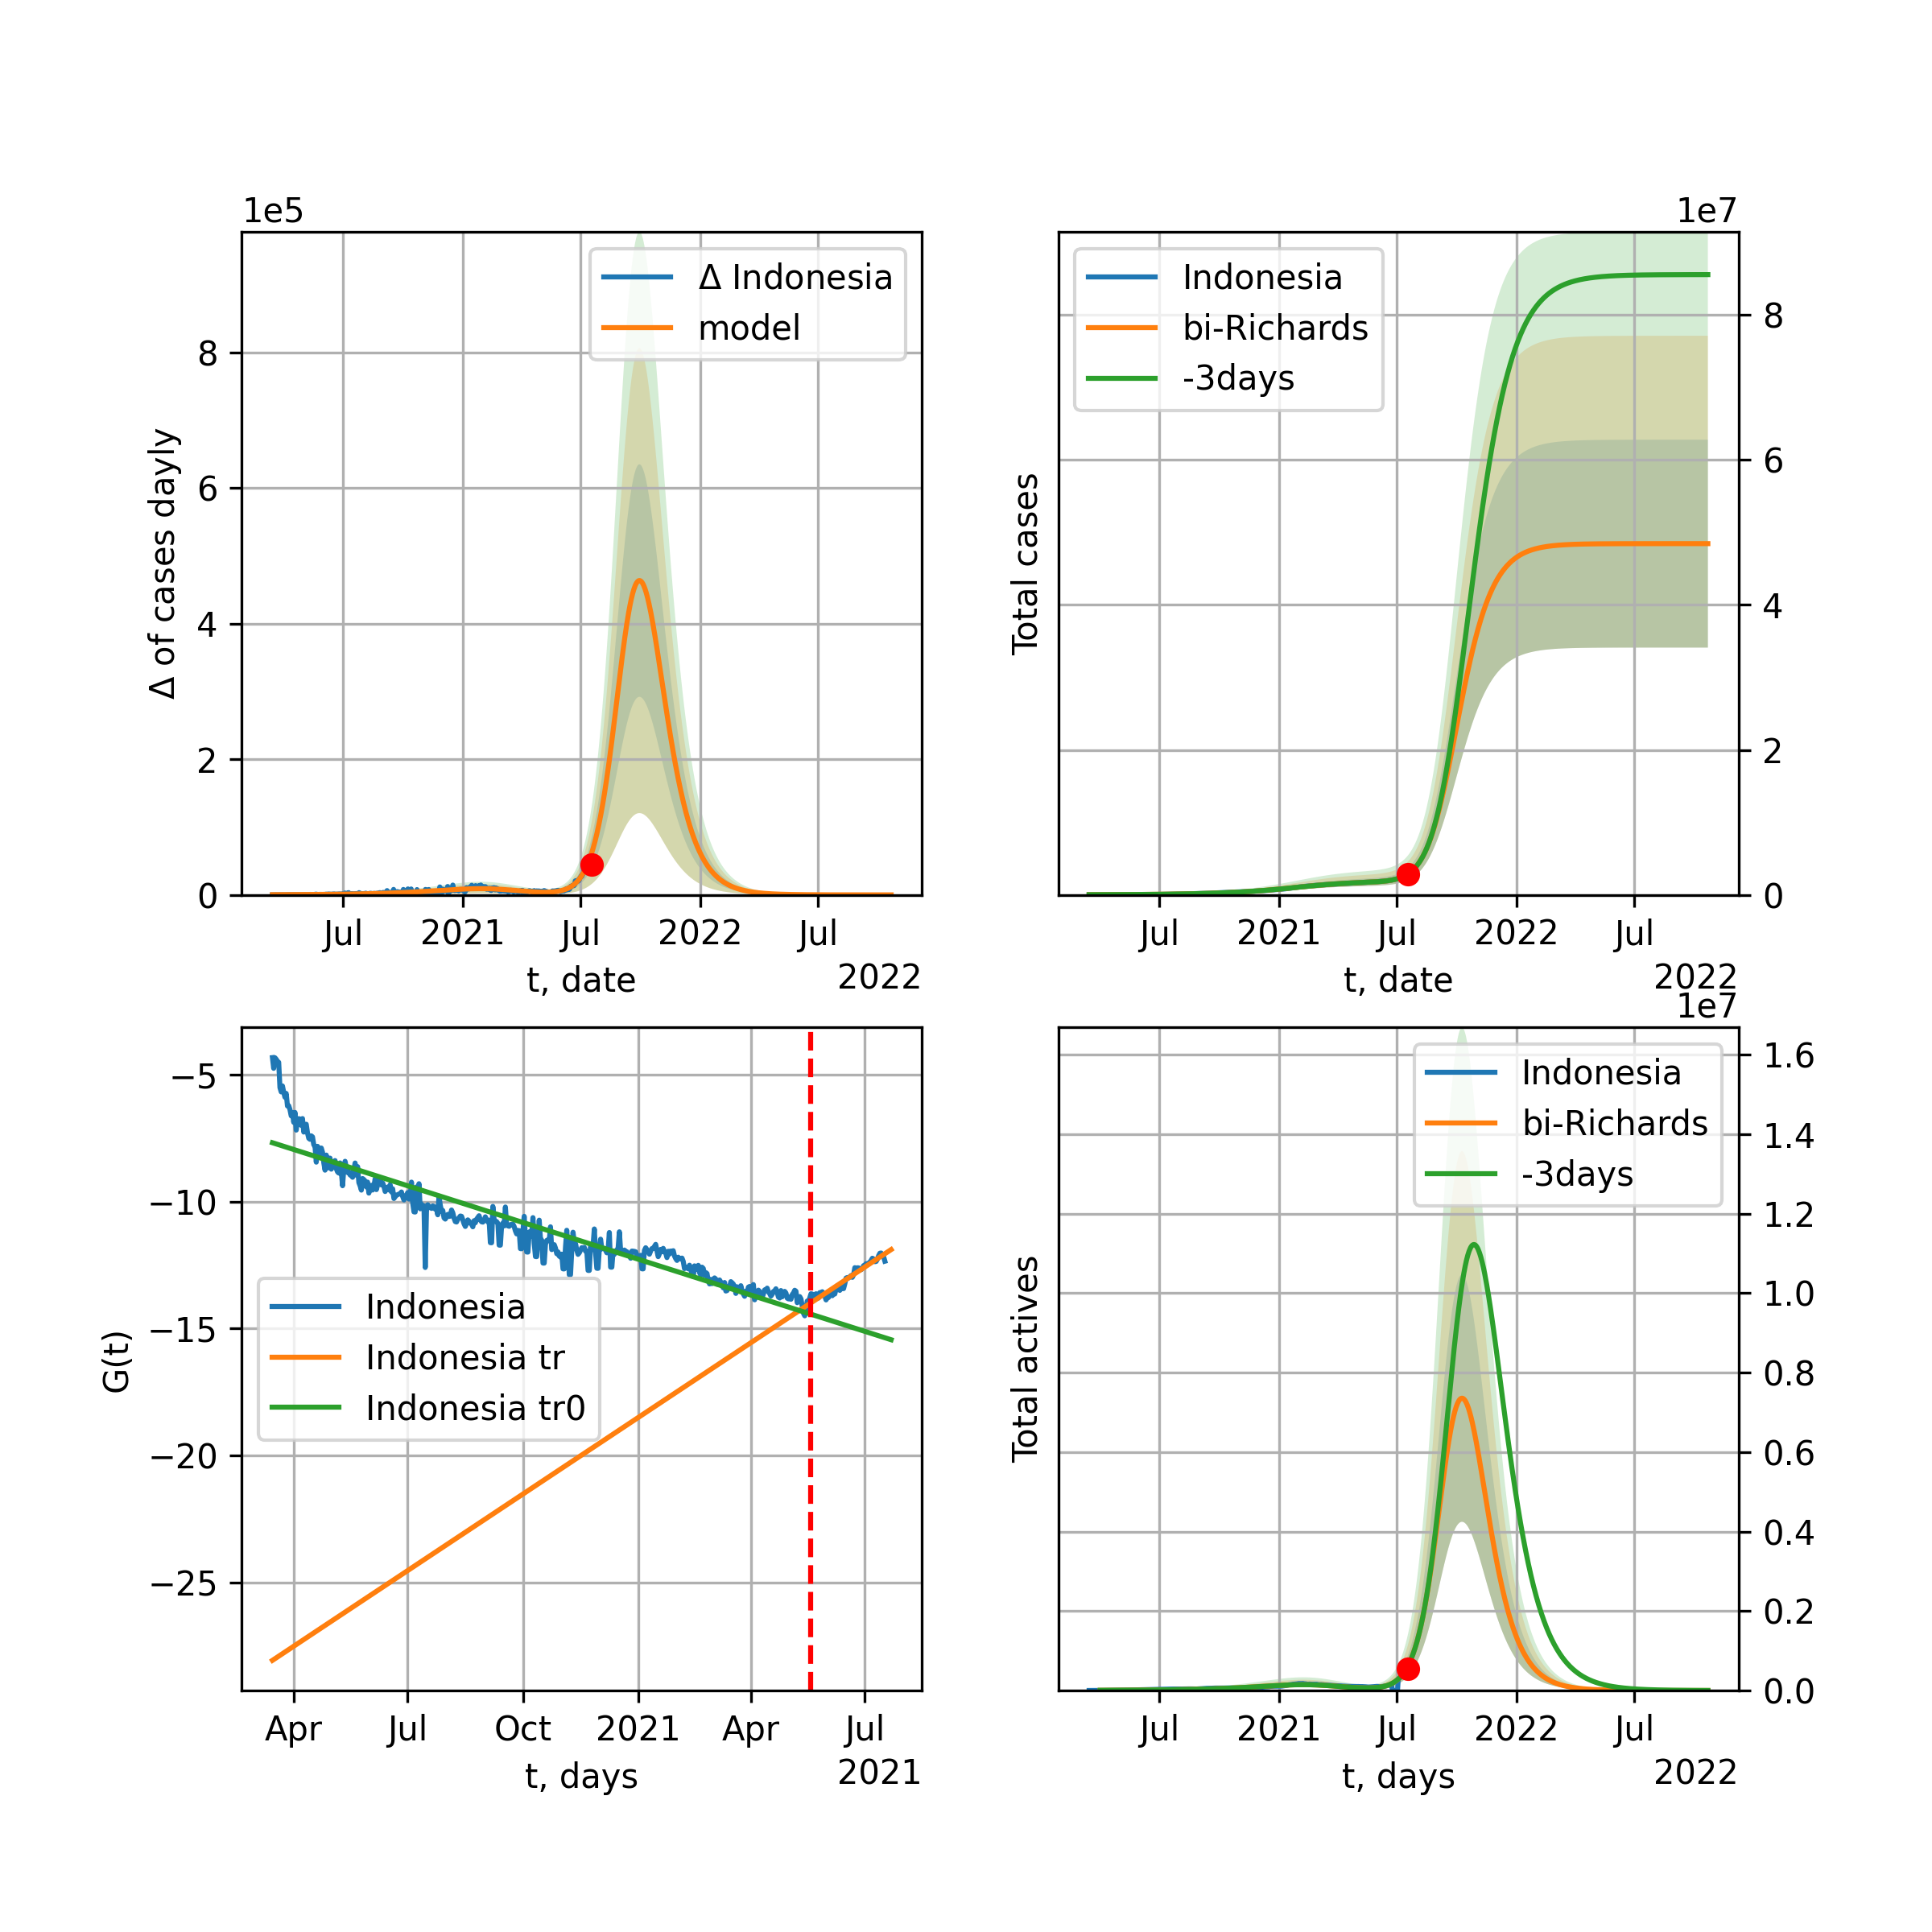 1e5
Δ of cases dayly
8
6
4
2
0
Δ Indonesia
model
Jul
2021
Jul
2022
Jul
t, date
2022
1e7
Total cases
Indonesia
bi-Richards
-3days
8
6
4
2
0
Jul
2021
Jul
2022
Jul
t, date
2022
G(t)
−5
−10
−15
−20
−25
Indonesia
Indonesia tr
Indonesia tr0
Apr
Jul
Oct
2021
Apr
Jul
t, days
2021
1e7
Total actives
Indonesia
bi-Richards
-3days
1.6
1.4
1.2
1.0
0.8
0.6
0.4
0.2
0.0
Jul
2021
Jul
2022
Jul
t, days
2022